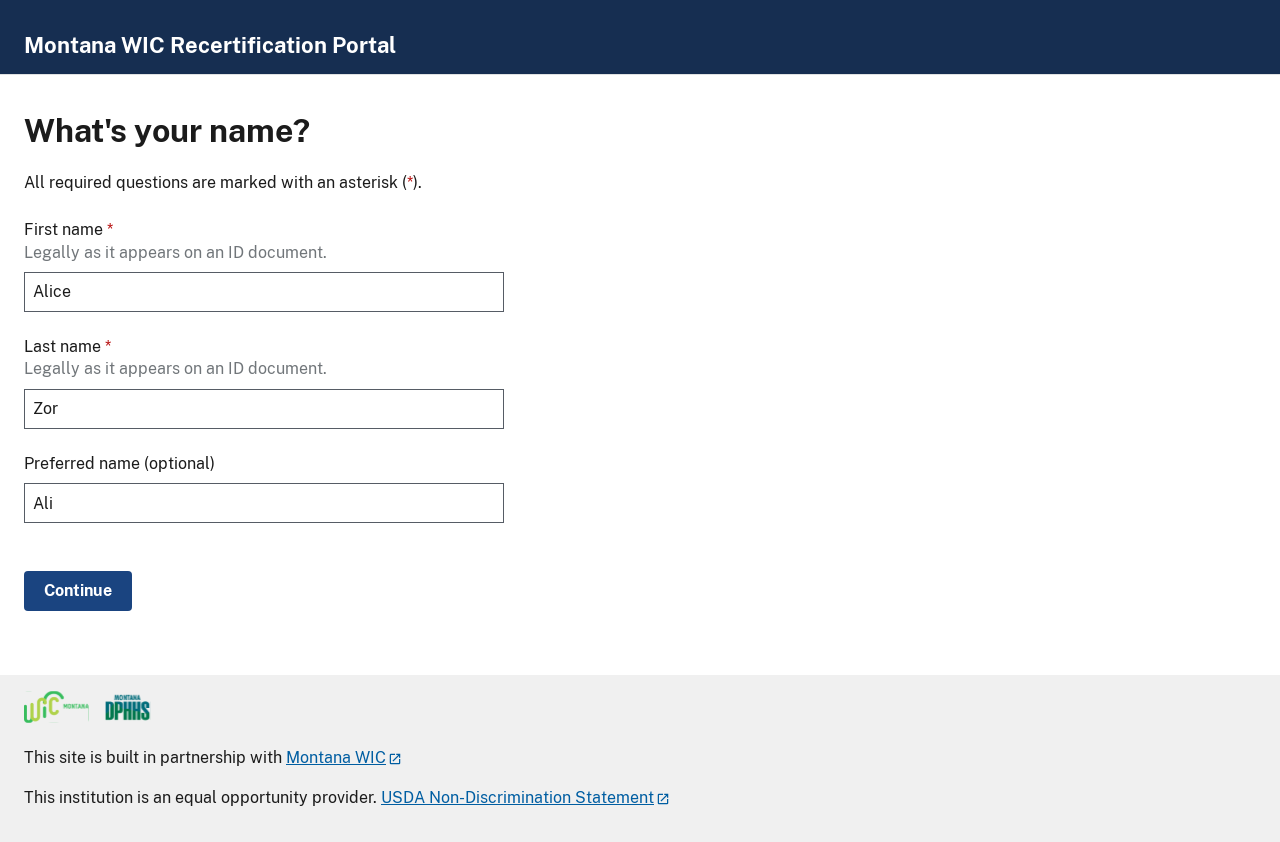 Montana WIC Recertification Portal
What's your name?
All required questions are marked with an asterisk (*).
First name *
Legally as it appears on an ID document.
Alice
Last name *
Legally as it appears on an ID document.
Zor
Preferred name (optional)
Ali
Continue
WIC MONTANA MONTANA DPHHS
This site is built in partnership with Montana WIC
This institution is an equal opportunity provider. USDA Non-Discrimination Statement